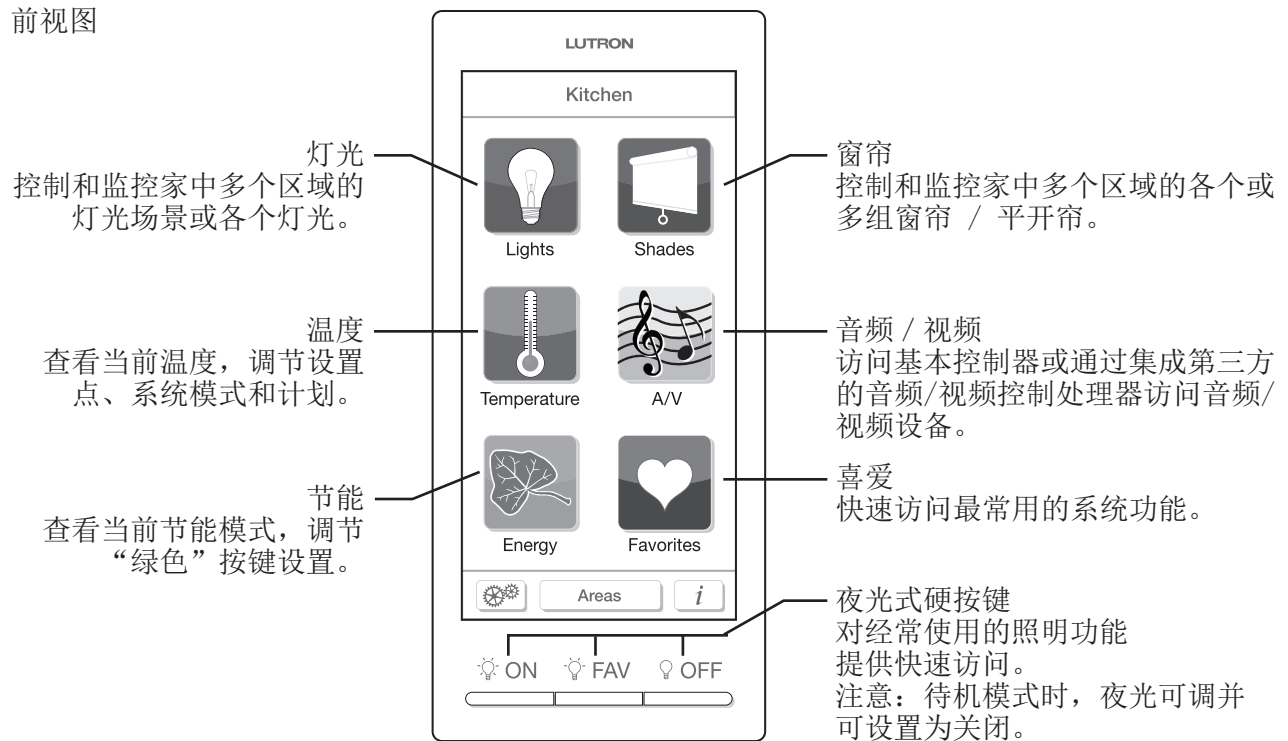 前视图
LUTRON
Kitchen
灯光
控制和监控家中多个区域的
灯光场景或各个灯光。
窗帘
控制和监控家中多个区域的各个或
多组窗帘 / 平开帘。
Lights
Shades
温度
查看当前温度，调节设置
点、系统模式和计划。
音频 / 视频
访问基本控制器或通过集成第三方
的音频/视频控制处理器访问音频/
视频设备。
Temperature
A/V
节能
查看当前节能模式，调节
“绿色”按键设置。
喜爱
快速访问最常用的系统功能。
Energy
Favorites
Areas
i
夜光式硬按键
对经常使用的照明功能
提供快速访问。
注意：待机模式时，夜光可调并
可设置为关闭。
ON
FAV
OFF